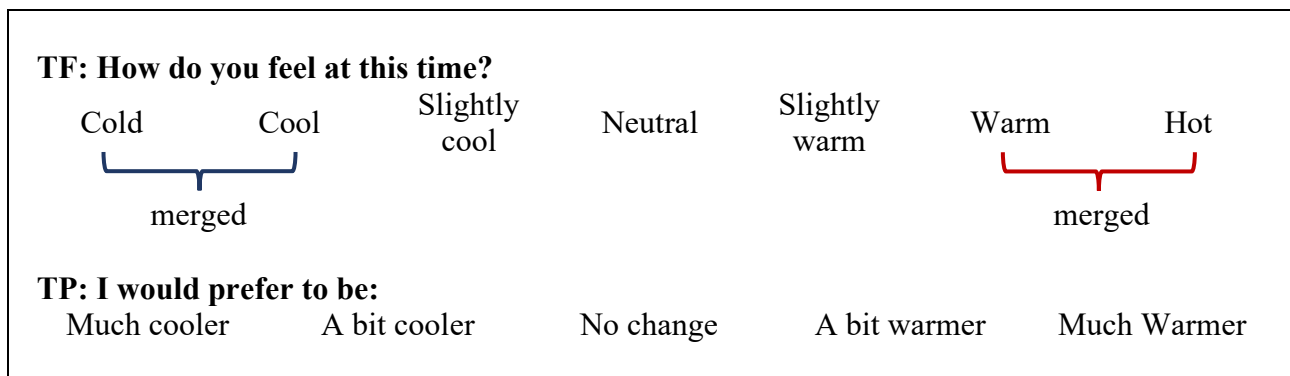 TF: How do you feel at this time?
Cold Cool Slightly cool Neutral Slightly warm Warm Hot
merged merged
TP: I would prefer to be:
Much cooler A bit cooler No change A bit warmer Much Warmer